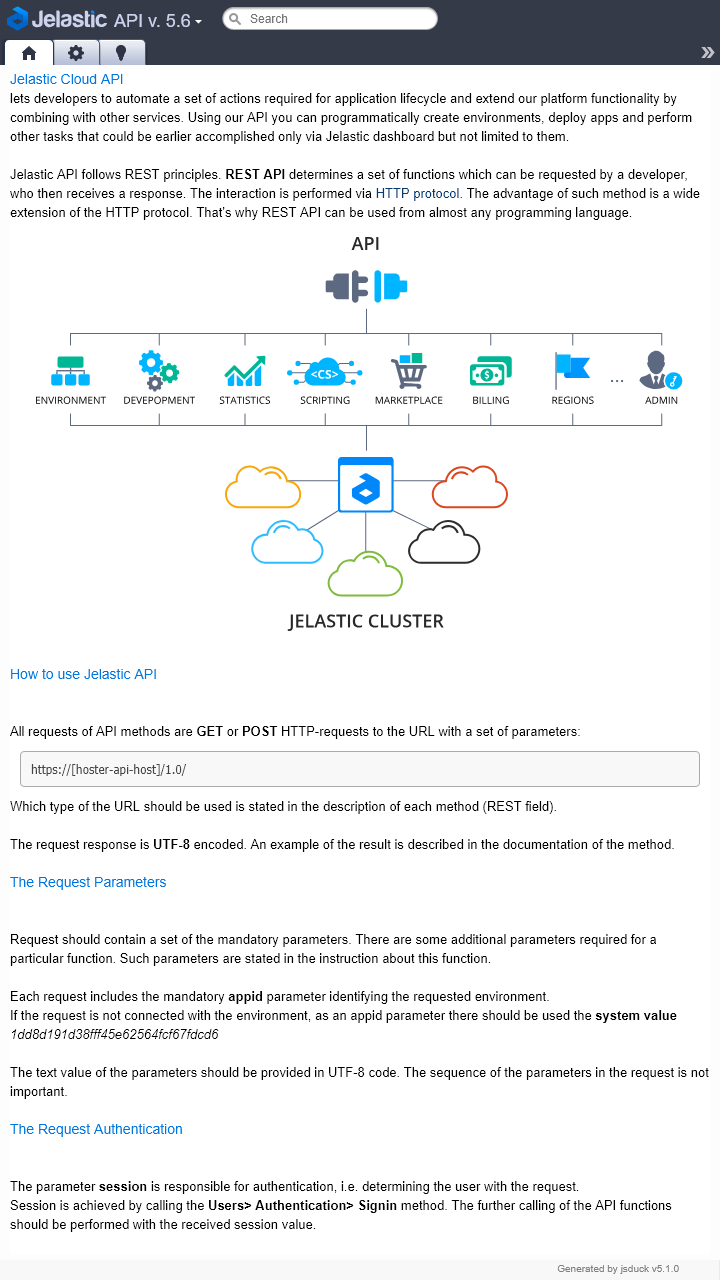 Jelastic API v. 5.6
Search
Jelastic Cloud API
lets developers to automate a set of actions required for application lifecycle and extend our platform functionality by
combining with other services. Using our API you can programmatically create environments, deploy apps and perform
other tasks that could be earlier accomplished only via Jelastic dashboard but not limited to them.
Jelastic API follows REST principles. REST API determines a set of functions which can be requested by a developer,
who then receives a response. The interaction is performed via HTTP protocol. The advantage of such method is a wide
extension of the HTTP protocol. That's why REST API can be used from almost any programming language.
API
<CS>
ENVIRONMENT DEVEPOPMENT STATISTICS SCRIPTING MARKETPLACE BILLING REGIONS ... ADMIN
JELASTIC CLUSTER
How to use Jelastic API
All requests of API methods are GET or POST HTTP-requests to the URL with a set of parameters:
https://[hoster-api-host]/1.0/
Which type of the URL should be used is stated in the description of each method (REST field).
The request response is UTF-8 encoded. An example of the result is described in the documentation of the method.
The Request Parameters
Request should contain a set of the mandatory parameters. There are some additional parameters required for a
particular function. Such parameters are stated in the instruction about this function.
Each request includes the mandatory appid parameter identifying the requested environment.
If the request is not connected with the environment, as an appid parameter there should be used the system value
1dd8d191d38fff45e62564fcf67fdcd6
The text value of the parameters should be provided in UTF-8 code. The sequence of the parameters in the request is not
important.
The Request Authentication
The parameter session is responsible for authentication, i.e. determining the user with the request.
Session is achieved by calling the Users> Authentication> Signin method. The further calling of the API functions
should be performed with the received session value.
Generated by jsduck v5.1.0